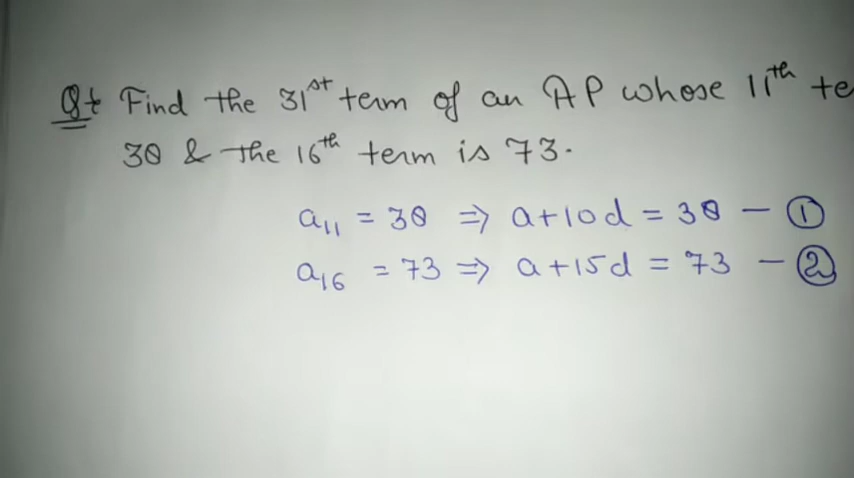 Q: Find the 31st term of an AP whose 11th te
38 & the 16th term is 73.
a11 = 38 ⇒ a+10d = 38 — ①
a16 = 73 ⇒ a+15d = 73 — ②